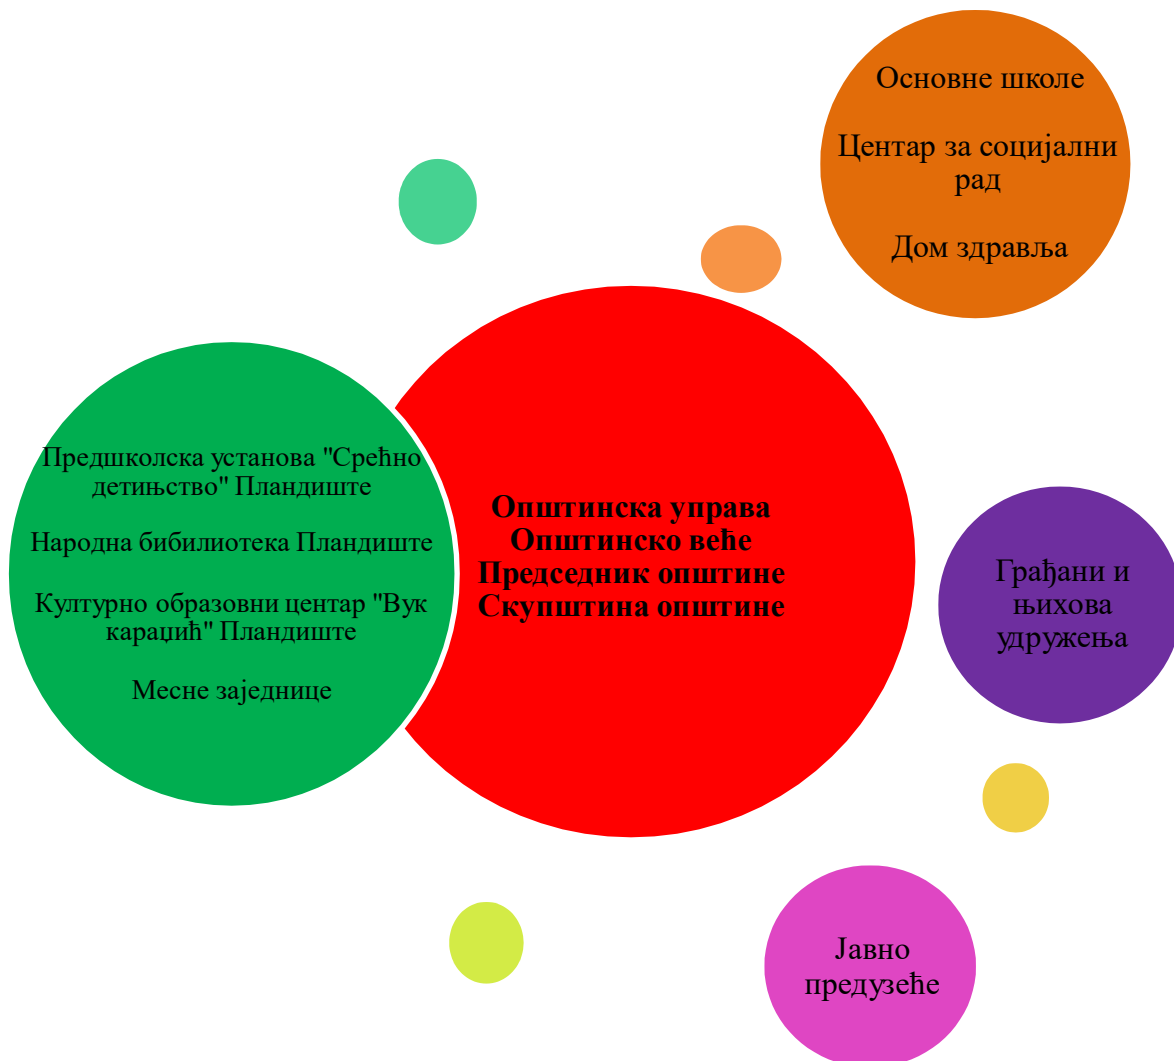 Основне школе
Центар за социјални
рад
Дом здравља
Предшколска установа "Срећно
детињство" Пландиште
Народна бибилиотека Пландиште
Културно образовни центар "Вук
караџић" Пландиште
Месне заједнице
Општинска управа
Општинско веће
Председник општине
Скупштина општине
Грађани и
њихова
удружења
Јавно
предузеће